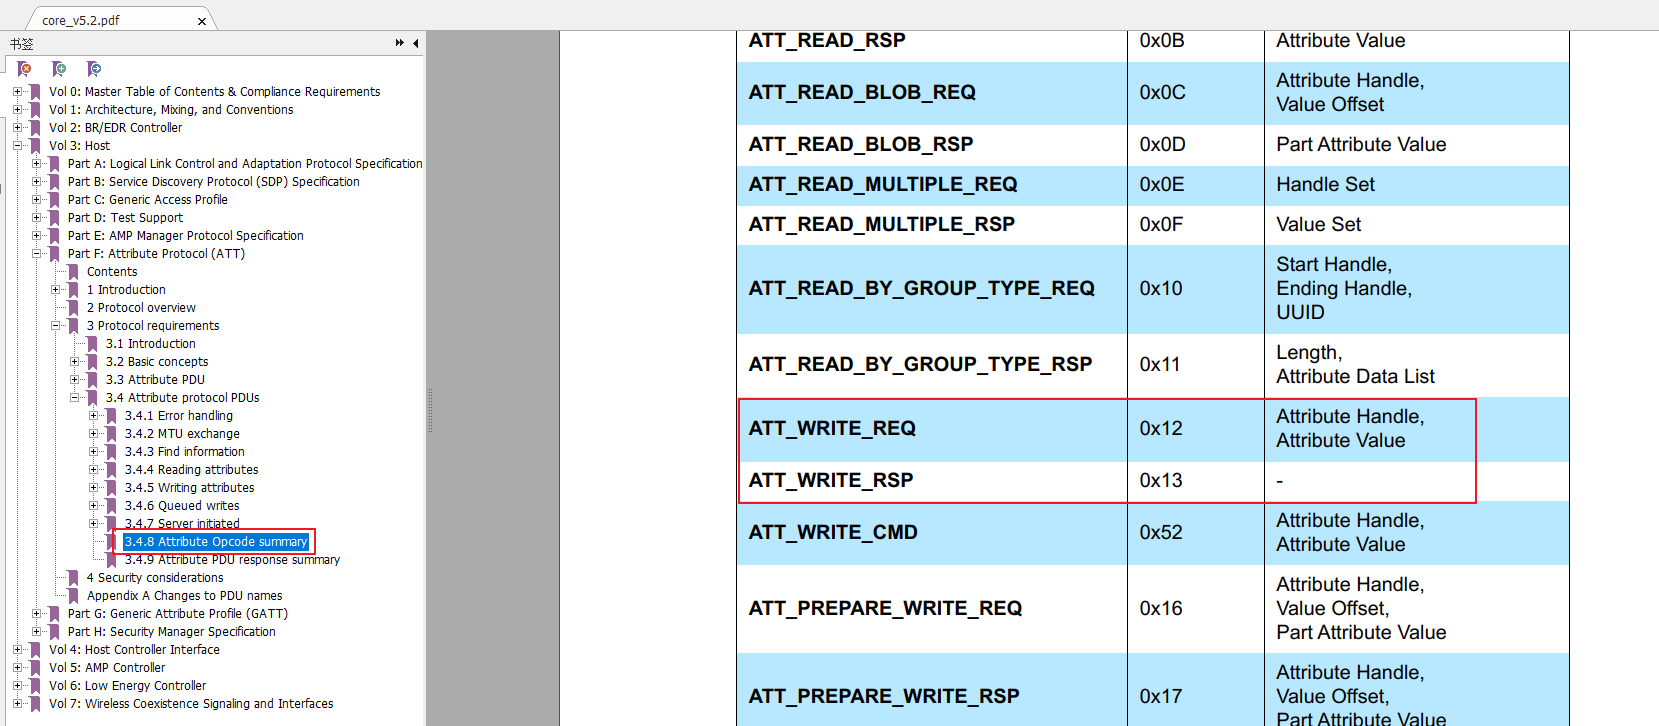 core_v5.2.pdf
书签
Vol 0: Master Table of Contents & Compliance Requirements
Vol 1: Architecture, Mixing, and Conventions
Vol 2: BR/EDR Controller
Vol 3: Host
Part A: Logical Link Control and Adaptation Protocol Specification
Part B: Service Discovery Protocol (SDP) Specification
Part C: Generic Access Profile
Part D: Test Support
Part E: AMP Manager Protocol Specification
Part F: Attribute Protocol (ATT)
Contents
1 Introduction
2 Protocol overview
3 Protocol requirements
3.1 Introduction
3.2 Basic concepts
3.3 Attribute PDU
3.4 Attribute protocol PDUs
3.4.1 Error handling
3.4.2 MTU exchange
3.4.3 Find information
3.4.4 Reading attributes
3.4.5 Writing attributes
3.4.6 Queued writes
3.4.7 Server initiated
3.4.8 Attribute Opcode summary
3.4.9 Attribute PDU response summary
4 Security considerations
Appendix A Changes to PDU names
Part G: Generic Attribute Profile (GATT)
Part H: Security Manager Specification
Vol 4: Host Controller Interface
Vol 5: AMP Controller
Vol 6: Low Energy Controller
Vol 7: Wireless Coexistence Signaling and Interfaces
ATT_READ_RSP 0x0B Attribute Value
ATT_READ_BLOB_REQ 0x0C Attribute Handle,
Value Offset
ATT_READ_BLOB_RSP 0x0D Part Attribute Value
ATT_READ_MULTIPLE_REQ 0x0E Handle Set
ATT_READ_MULTIPLE_RSP 0x0F Value Set
ATT_READ_BY_GROUP_TYPE_REQ 0x10 Start Handle,
Ending Handle,
UUID
ATT_READ_BY_GROUP_TYPE_RSP 0x11 Length,
Attribute Data List
ATT_WRITE_REQ 0x12 Attribute Handle,
Attribute Value
ATT_WRITE_RSP 0x13 -
ATT_WRITE_CMD 0x52 Attribute Handle,
Attribute Value
ATT_PREPARE_WRITE_REQ 0x16 Attribute Handle,
Value Offset,
Part Attribute Value
ATT_PREPARE_WRITE_RSP 0x17 Attribute Handle,
Value Offset,
Part Attribute Value